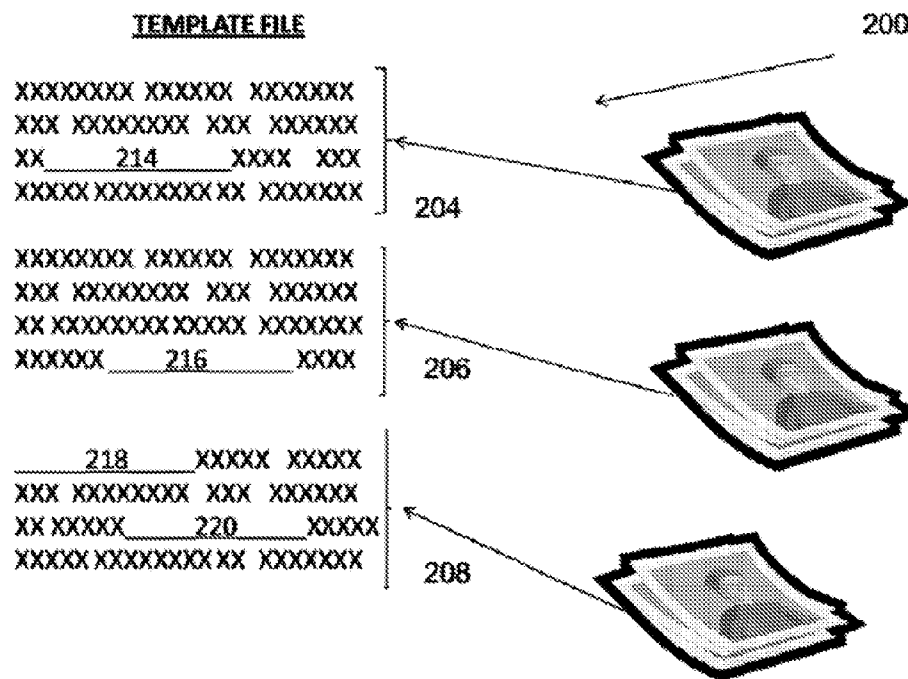 TEMPLATE FILE
200
XXXXXXXX XXXXXX XXXXXXX
XXX XXXXXXXX XXX XXXXXX
XX 214 XXXX XXX
XXXXX XXXXXXXX XX XXXXXXX
204
XXXXXXXX XXXXXX XXXXXXX
XXX XXXXXXXX XXX XXXXXX
XX XXXXXXXX XXXXX XXXXXXX
XXXXXX 216 XXXX
206
218 XXXXX XXXXX
XXX XXXXXXXX XXX XXXXXX
XX XXXXX 220 XXXXX
XXXXX XXXXXXXX XX XXXXXXX
208